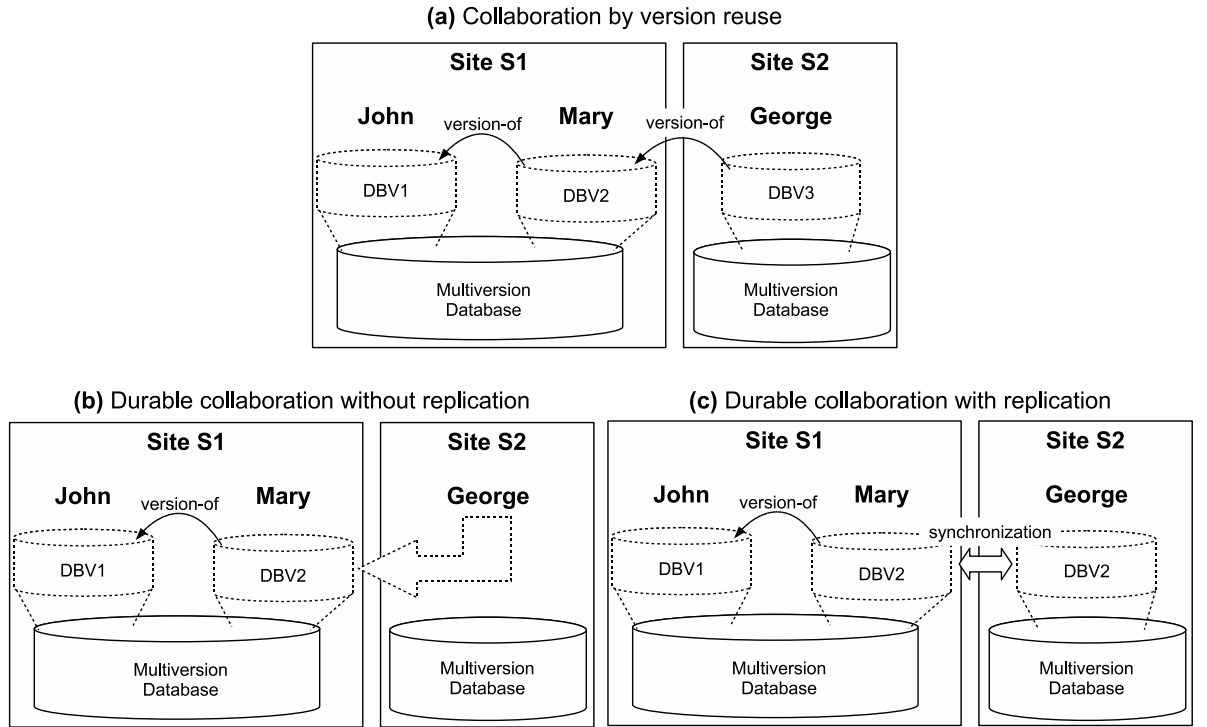 (a) Collaboration by version reuse
Site S1
Site S2
John
version-of
Mary
version-of
George
DBV1
DBV2
DBV3
Multiversion
Database
Multiversion
Database
(b) Durable collaboration without replication
Site S1
Site S2
John
version-of
Mary
George
DBV1
DBV2
Multiversion
Database
Multiversion
Database
(c) Durable collaboration with replication
Site S1
Site S2
John
version-of
Mary
George
synchronization
DBV1
DBV2
DBV2
Multiversion
Database
Multiversion
Database